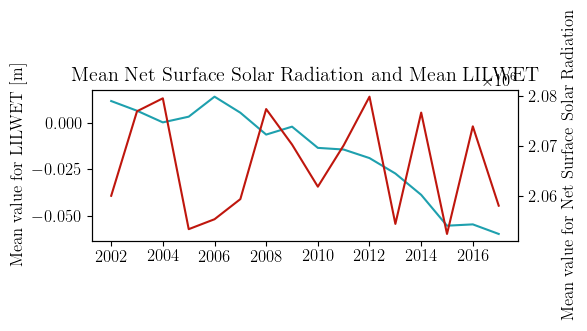 Mean Net Surface Solar Radiation and Mean LILWET
×10
Mean value for LILWET [m]
0.000
−0.025
−0.050
2.08
2.07
2.06
Mean value for Net Surface Solar Radiation
2002 2004 2006 2008 2010 2012 2014 2016